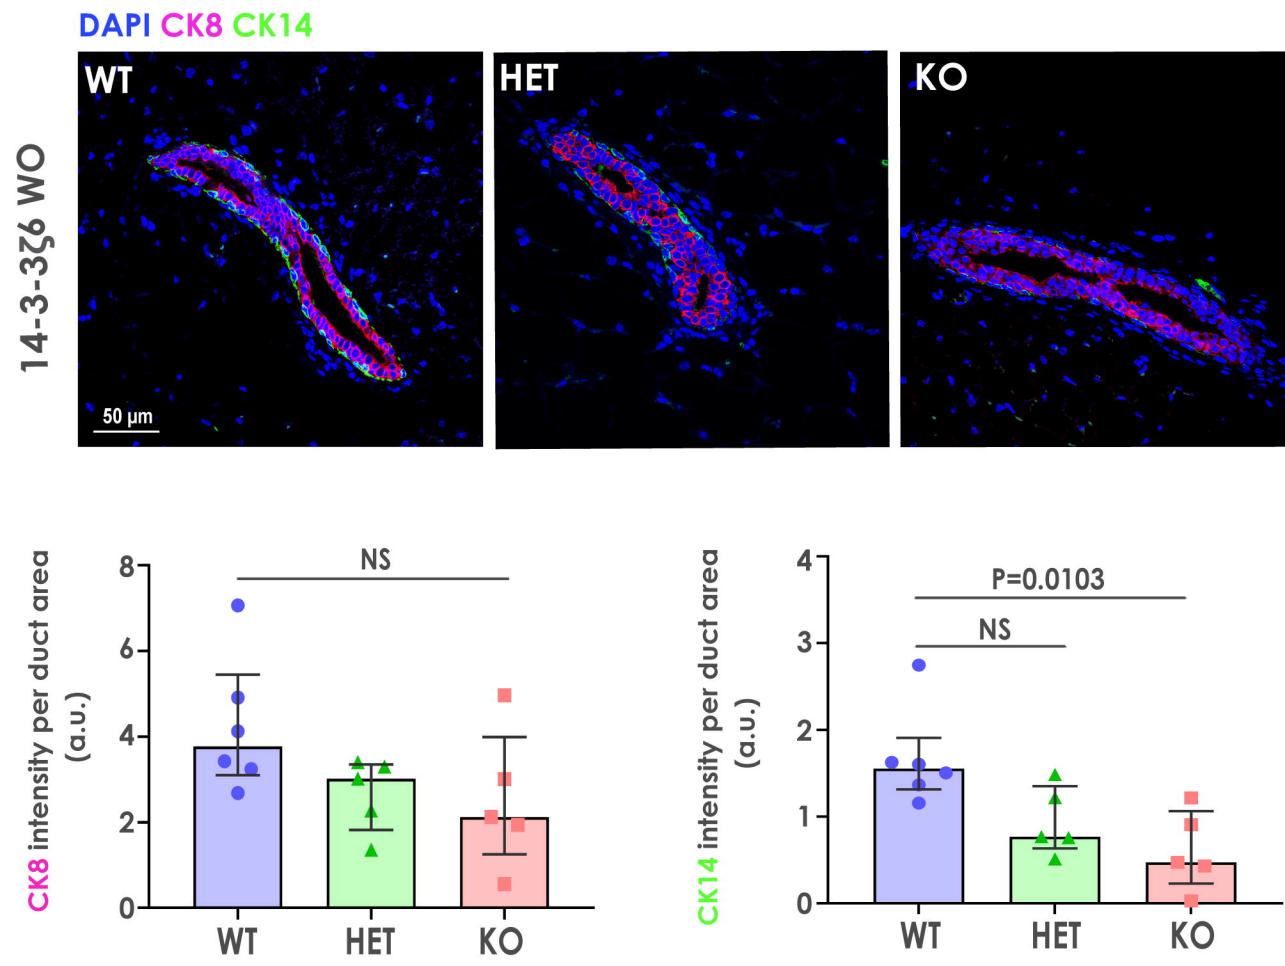 DAPI CK8 CK14
WT
HET
KO
14-3-3ζ6 WO
50 µm
CK8 intensity per duct area
(a.u.)
8
6
4
2
0
NS
WT
HET
KO
CK14 intensity per duct area
(a.u.)
4
3
2
1
0
P=0.0103
NS
WT
HET
KO